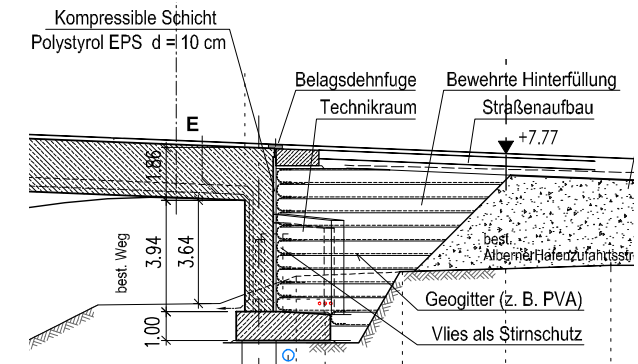 Kompressible Schicht
Polystyrol EPS d = 10 cm
Belagsdehnfuge
Bewehrte Hinterfüllung
Technikraum
Straßenaufbau
E
+7.77
1.86
best. Weg
3.94
3.64
best.
AlbernerHafenzufahrtsstr
Geogitter (z. B. PVA)
1.00
Vlies als Stirnschutz